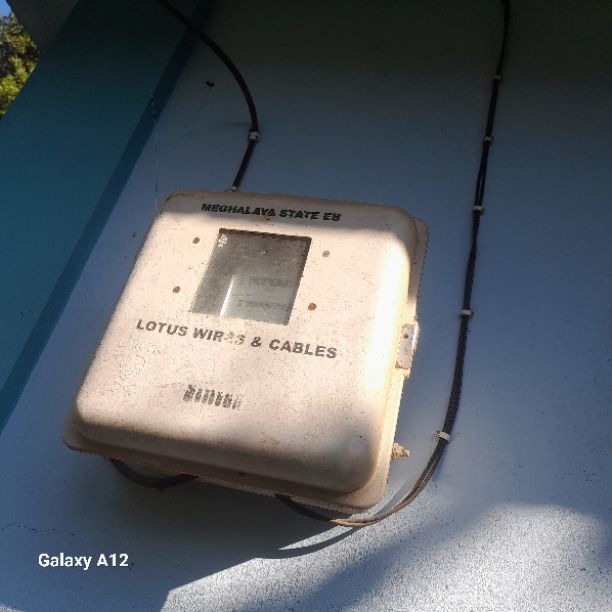 MEGHALAYA STATE EB
LOTUS WIRES & CABLES
Galaxy A12